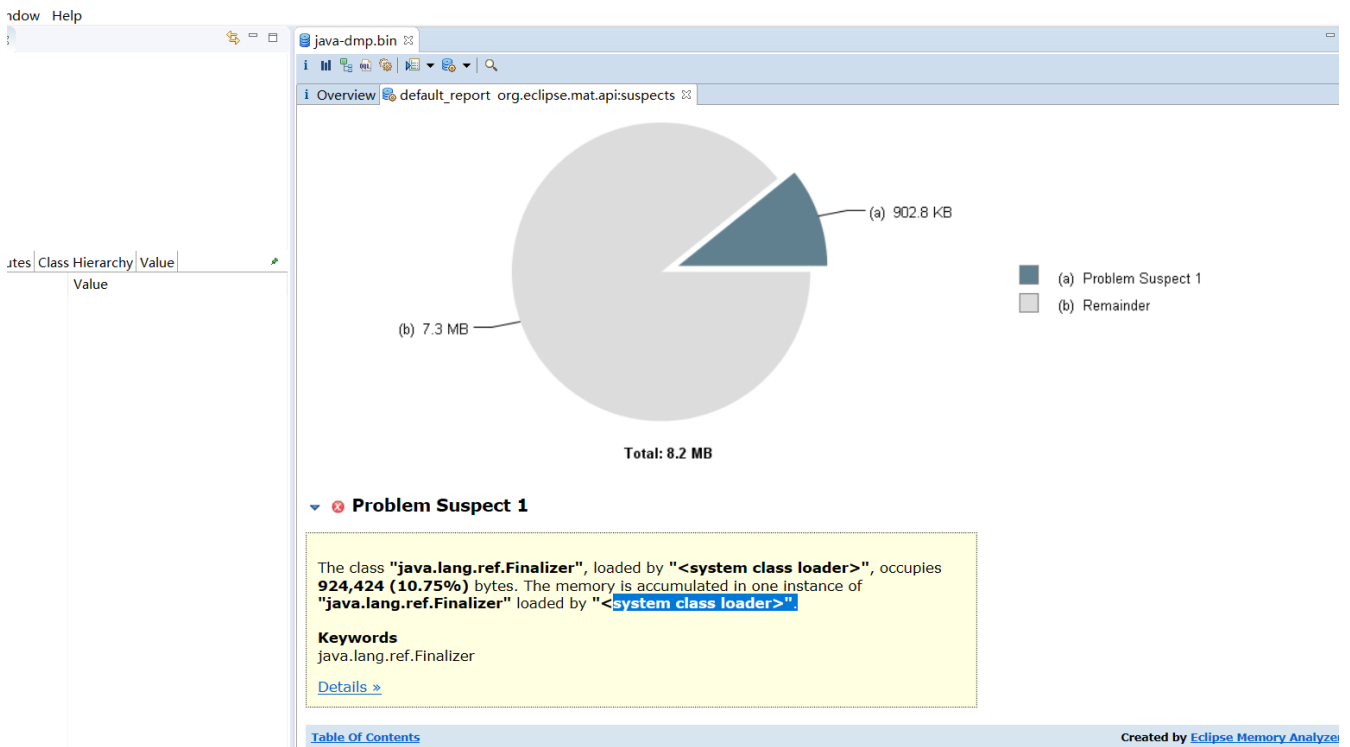 ndow Help
java-dmp.bin
i Overview default_report org.eclipse.mat.api:suspects
(a) 902.8 KB
(a) Problem Suspect 1
(b) Remainder
(b) 7.3 MB
Total: 8.2 MB
utes Class Hierarchy Value
Value
Problem Suspect 1
The class "java.lang.ref.Finalizer", loaded by "<system class loader>", occupies
924,424 (10.75%) bytes. The memory is accumulated in one instance of
"java.lang.ref.Finalizer" loaded by "<system class loader>".
Keywords
java.lang.ref.Finalizer
Details »
Table Of Contents
Created by Eclipse Memory Analyzer